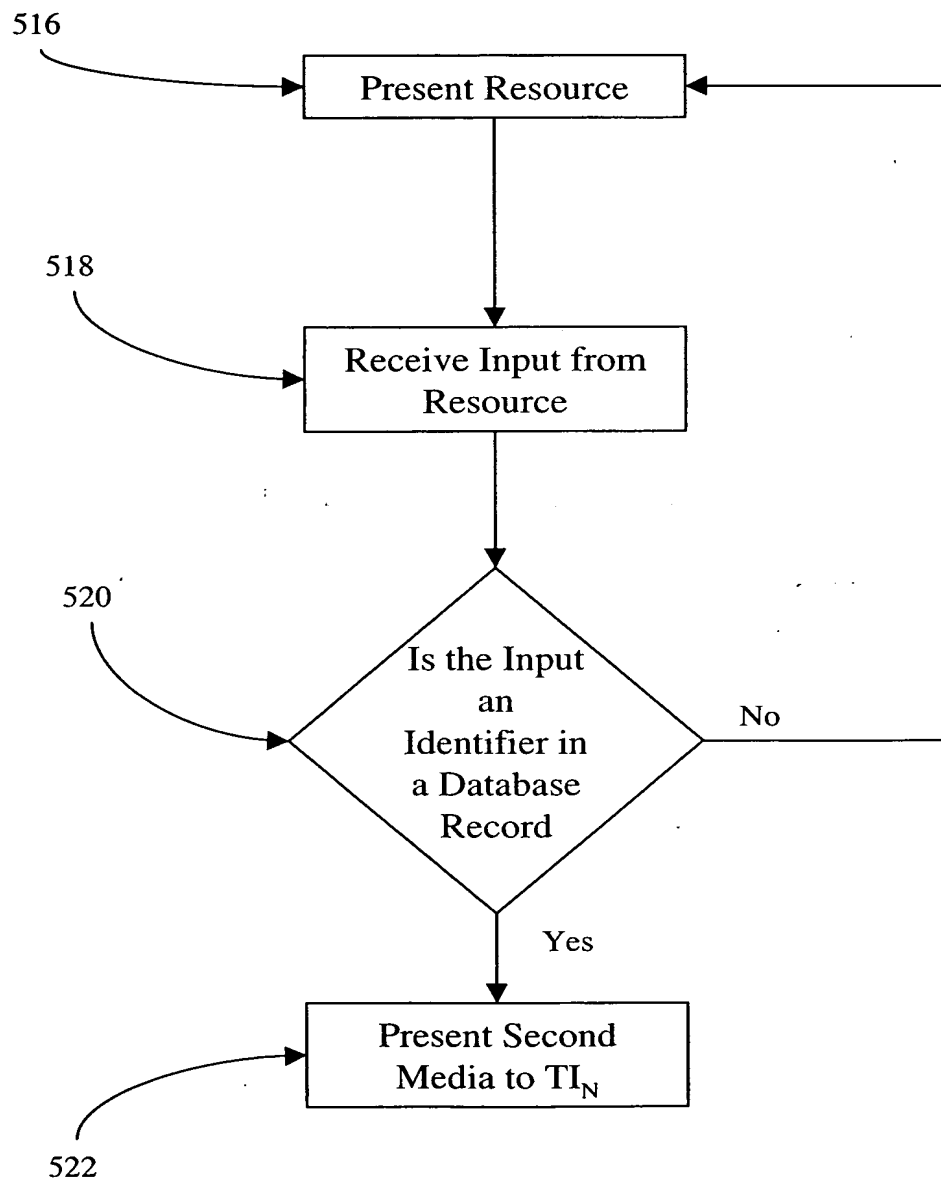 516
Present Resource
518
Receive Input from
Resource
520
Is the Input
an
Identifier in
a Database
Record
No
Yes
Present Second
Media to TI_N
522